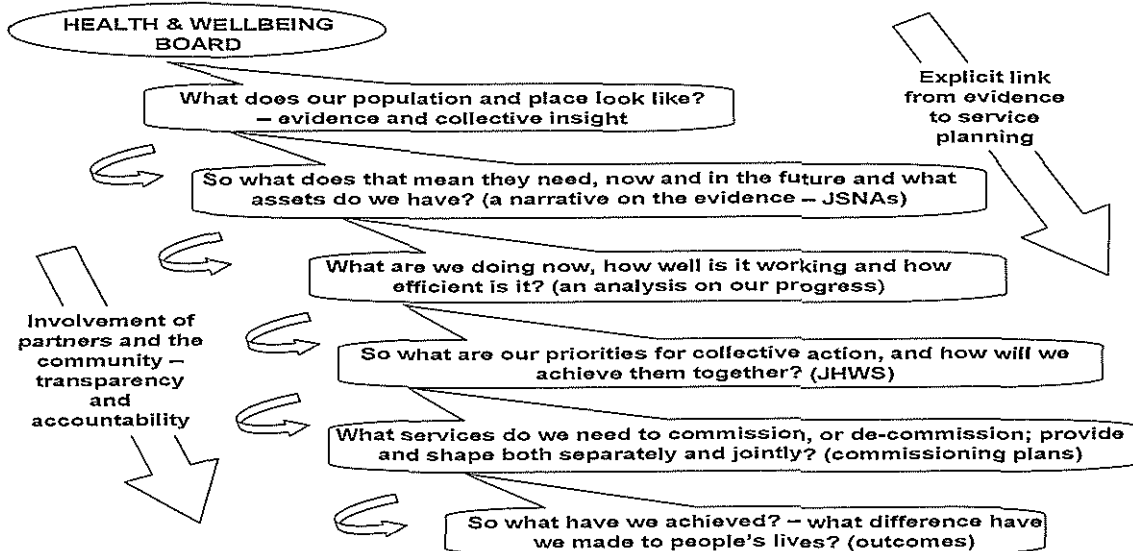 HEALTH & WELLBEING
BOARD
What does our population and place look like?
– evidence and collective insight
Explicit link
from evidence
to service
planning
So what does that mean they need, now and in the future and what
assets do we have? (a narrative on the evidence – JSNAs)
What are we doing now, how well is it working and how
efficient is it? (an analysis on our progress)
Involvement of
partners and the
community –
transparency
and
accountability
So what are our priorities for collective action, and how will we
achieve them together? (JHWS)
What services do we need to commission, or de-commission; provide
and shape both separately and jointly? (commissioning plans)
So what have we achieved? – what difference have
we made to people's lives? (outcomes)